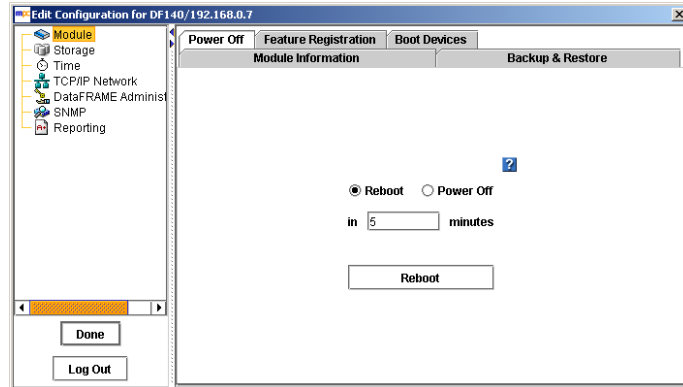 Edit Configuration for DF140/192.168.0.7
Module
Storage
Time
TCP/IP Network
DataFRAME Administ
SNMP
Reporting
Done
Log Out
Power Off
Feature Registration
Boot Devices
Module Information
Backup & Restore
?
Reboot
Power Off
in 5 minutes
Reboot